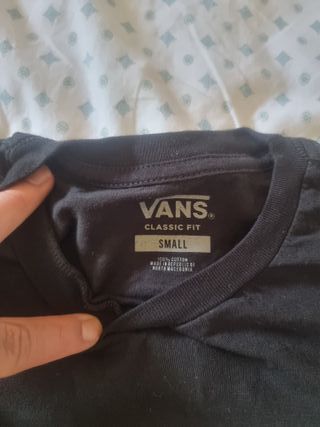 VANS®
CLASSIC FIT
SMALL
100% COTTON
MADE IN REPUBLIC OF
NORTH MACEDONIA